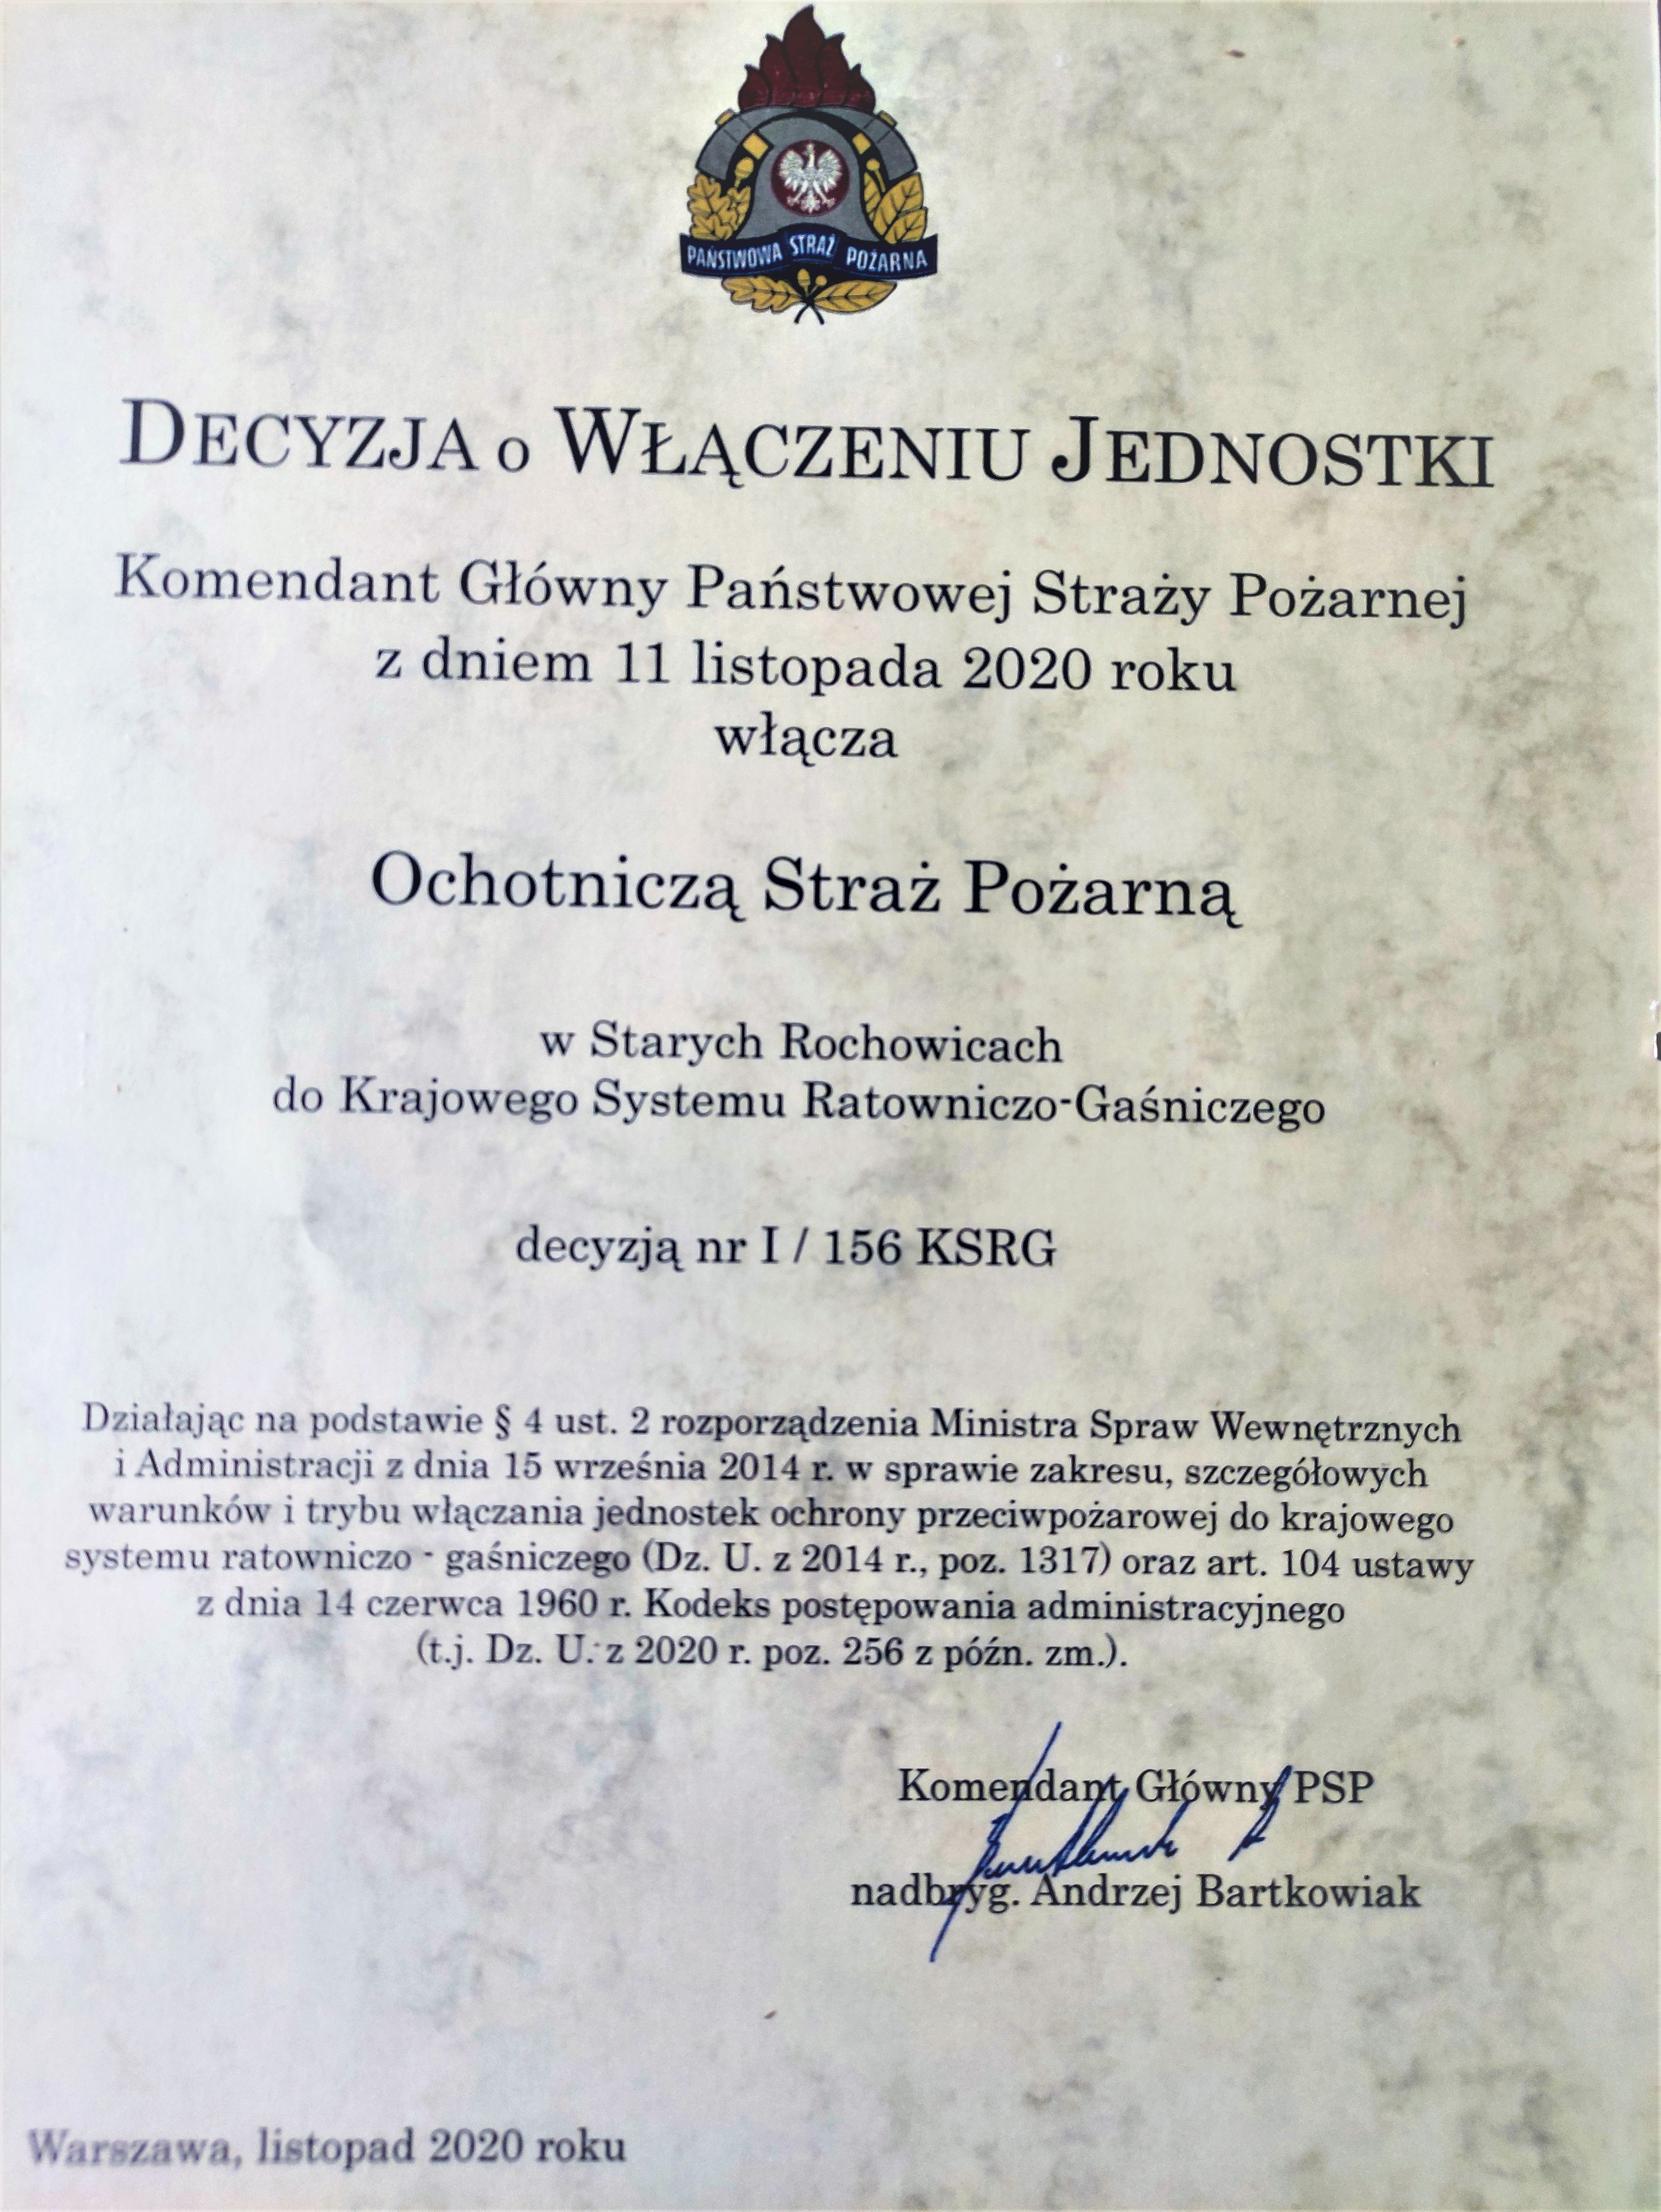 PAŃSTWOWA STRAŻ POŻARNA
DECYZJA o WŁĄCZENIU JEDNOSTKI
Komendant Główny Państwowej Straży Pożarnej
z dniem 11 listopada 2020 roku
włącza
Ochotniczą Straż Pożarną
w Starych Rochowicach
do Krajowego Systemu Ratowniczo-Gaśniczego
decyzją nr I / 156 KSRG
Działając na podstawie § 4 ust. 2 rozporządzenia Ministra Spraw Wewnętrznych
i Administracji z dnia 15 września 2014 r. w sprawie zakresu, szczegółowych
warunków i trybu włączania jednostek ochrony przeciwpożarowej do krajowego
systemu ratowniczo - gaśniczego (Dz. U. z 2014 r., poz. 1317) oraz art. 104 ustawy
z dnia 14 czerwca 1960 r. Kodeks postępowania administracyjnego
(t.j. Dz. U. z 2020 r. poz. 256 z późn. zm.).
Komendant Główny PSP
nadbryg. Andrzej Bartkowiak
Warszawa, listopad 2020 roku